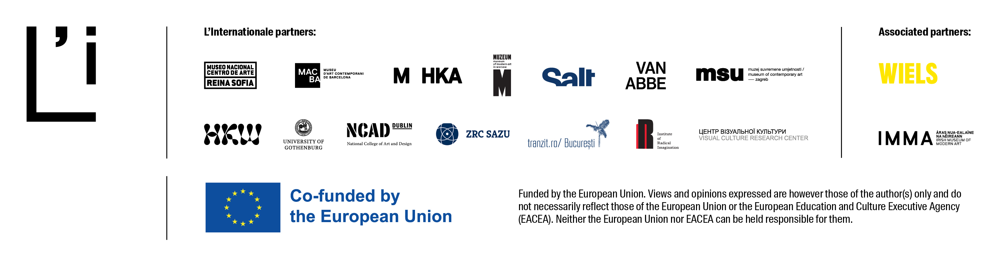 L'i
L'Internationale partners:
MUSEO NACIONAL
CENTRO DE ARTE
REINA SOFIA
MAC
BA
MUSEU
D'ART CONTEMPORANI
DE BARCELONA
M HKA
MUZEUM
museum
of modern art
in warsaw
M
Salt
VAN
ABBE
msu
muzej suvremene umjetnosti /
museum of contemporary art
— zagreb
HKW
UNIVERSITY OF
GOTHENBURG
NCAD DUBLIN
National College of Art and Design
ZRC SAZU
tranzit.ro/ București
R
Institute
of
Radical
Imagination
ЦЕНТР ВІЗУАЛЬНОЇ КУЛЬТУРИ
VISUAL CULTURE RESEARCH CENTER
Associated partners:
WIELS
IMMA
ÁRAS NUA-EALAÍNE
NA hÉIREANN
IRISH MUSEUM OF
MODERN ART
Co-funded by
the European Union
Funded by the European Union. Views and opinions expressed are however those of the author(s) only and do
not necessarily reflect those of the European Union or the European Education and Culture Executive Agency
(EACEA). Neither the European Union nor EACEA can be held responsible for them.